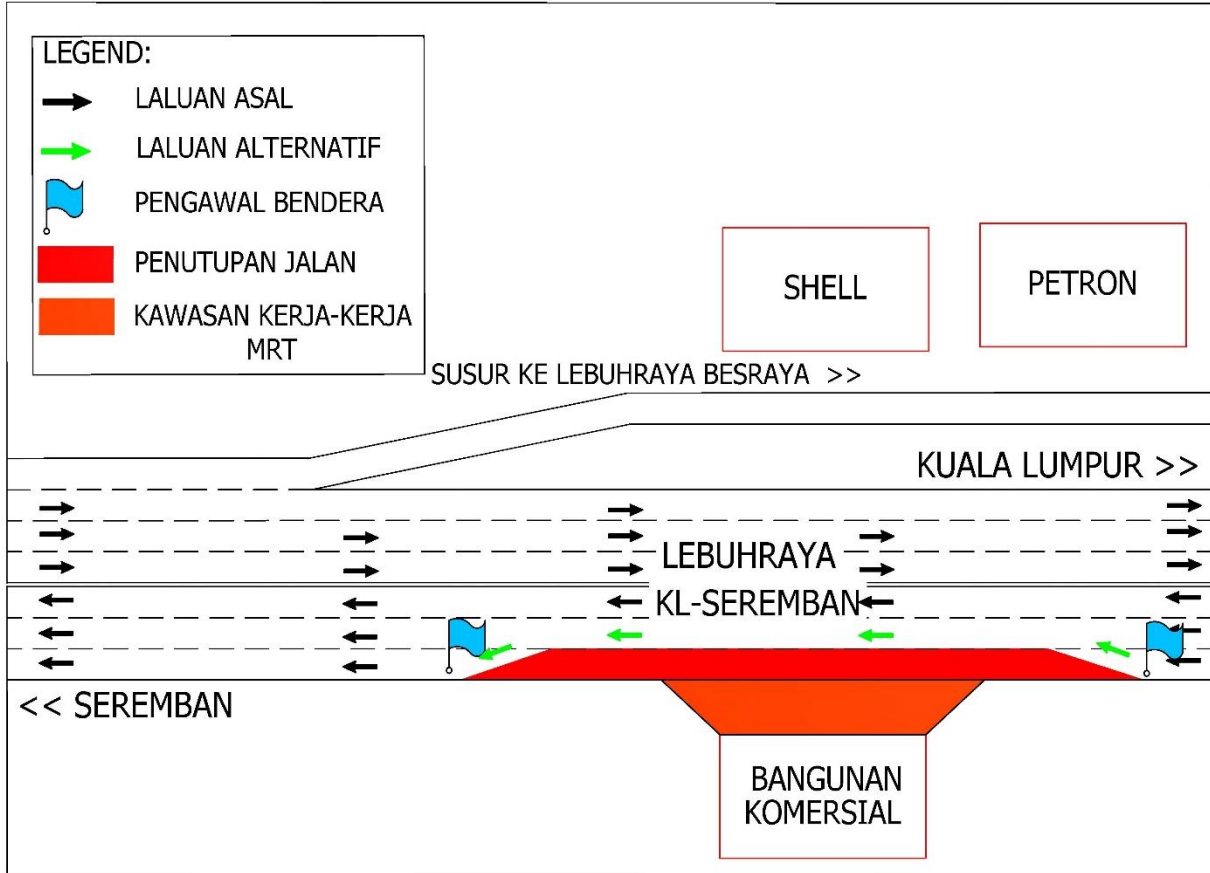 LEGEND:
LALUAN ASAL
LALUAN ALTERNATIF
PENGAWAL BENDERA
PENUTUPAN JALAN
KAWASAN KERJA-KERJA
MRT
SHELL
PETRON
SUSUR KE LEBUHRAYA BESRAYA >>
KUALA LUMPUR >>
LEBUHRAYA
KL-SEREMBAN
<< SEREMBAN
BANGUNAN
KOMERSIAL